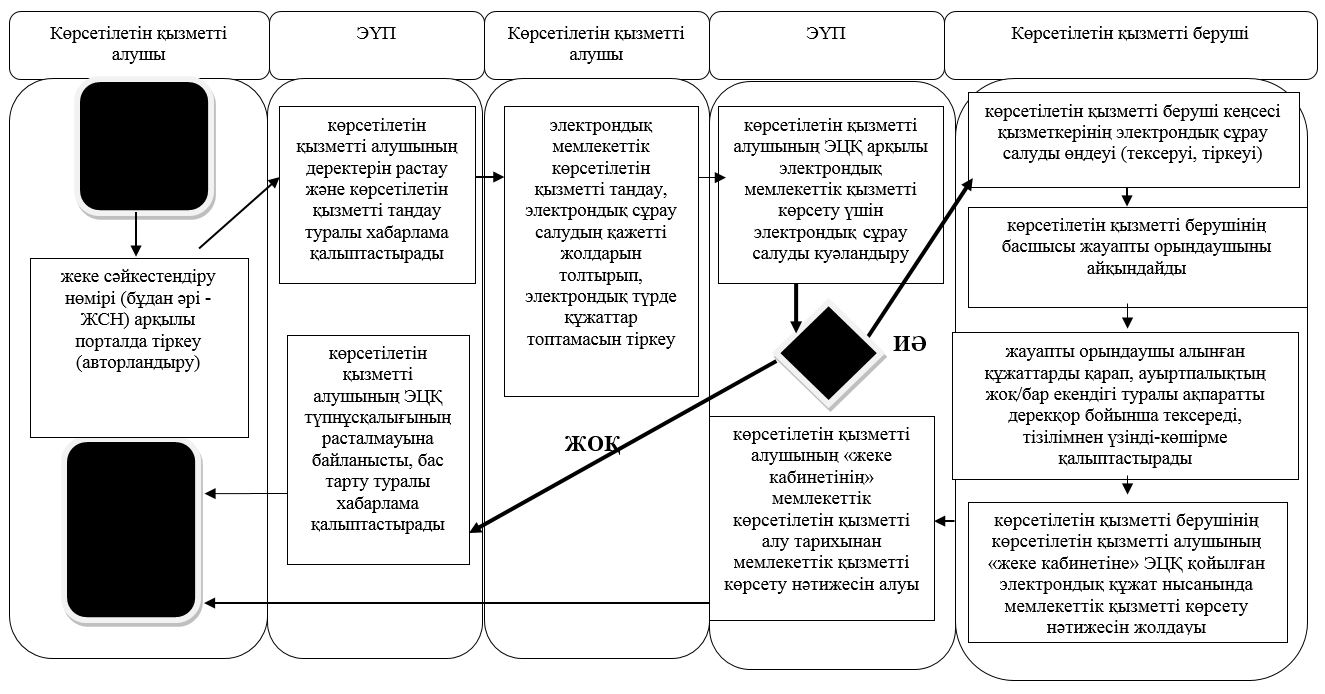 Көрсетілетін қызметті
алушы
ЭҮП
Көрсетілетін қызметті
алушы
ЭҮП
Көрсетілетін қызметті беруші
жеке сәйкестендіру
нөмірі (бұдан әрі -
ЖСН) арқылы
порталда тіркеу
(авторландыру)
көрсетілетін
қызметті алушының
деректерін растау
және көрсетілетін
қызметті тандау
туралы хабарлама
қалыптастырады
көрсетілетін
қызметті
алушының ЭЦҚ
түпнұсқалығының
расталмауына
байланысты, бас
тарту туралы
хабарлама
қалыптастырады
электрондық
мемлекеттік
көрсетілетін
қызметті тандау,
электрондық сұрау
салудың қажетті
жолдарын
толтырып,
электрондық түрде
құжаттар
топтамасын тіркеу
ЖОҚ
көрсетілетін қызметті
алушының ЭЦҚ арқылы
электрондық
мемлекеттік қызметті
көрсету үшін
электрондық сұрау
салуды куәландыру
ИӘ
көрсетілетін қызметті
алушының «жеке
кабинетінің»
мемлекеттік
көрсетілетін қызметті
алу тарихынан
мемлекеттік қызметті
көрсету нәтижесін алуы
көрсетілетін қызметті беруші кеңсесі
қызметкерінің электрондық сұрау
салуды өңдеуі (тексеруі, тіркеуі)
көрсетілетін қызметті берушінің
басшысы жауапты орындаушыны
айқындайды
жауапты орындаушы алынған
құжаттарды қарап, ауыртпалықтың
жоқ/бар екендігі туралы ақпаратты
дерекқор бойынша тексереді,
тізілімнен үзінді-көшірме
қалыптастырады
көрсетілетін қызметті берушінің
көрсетілетін қызметті алушының
«жеке кабинетіне» ЭЦҚ қойылған
электрондық құжат нысанында
мемлекеттік қызметті көрсету
нәтижесін жолдауы